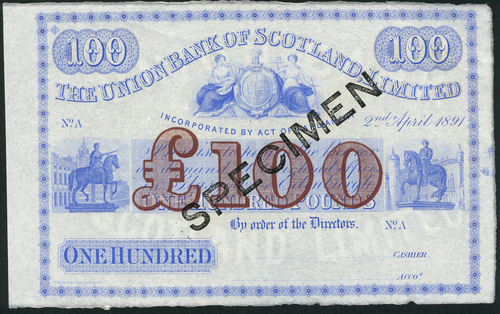 100 100
THE UNION BANK OF SCOTLAND, LIMITED
INCORPORATED BY ACT OF
No. A 2nd April 1891
SPECIMEN
£100
ONE HUNDRED POUNDS
By order of the Directors. No. A
ONE HUNDRED
CASHIER.
ACCOT.